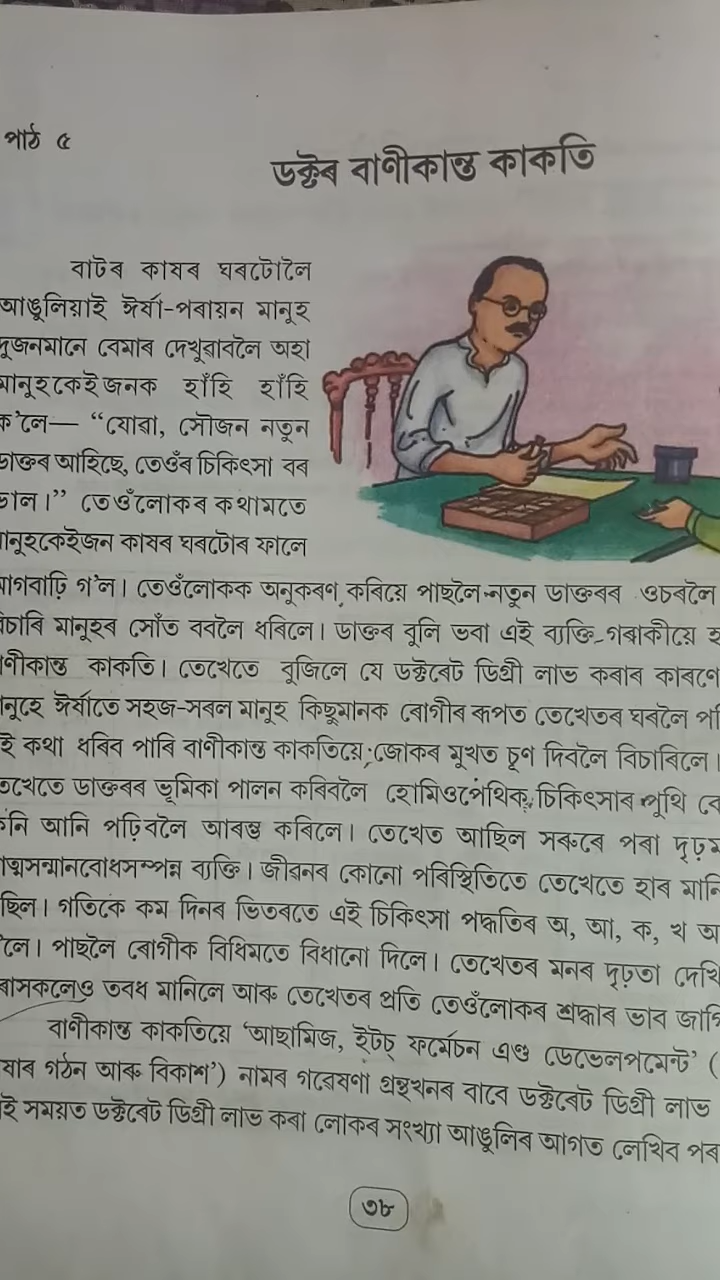 পাঠ ৫
ডক্টৰ বাণীকান্ত কাকতি
বাটৰ কাষৰ ঘৰটোলৈ
আঙুলিয়াই ঈৰ্ষা-পৰায়ন মানুহ
দুজনমানে বেমাৰ দেখুৱাবলৈ অহা
মানুহকেইজনক হাঁহি হাঁহি
ক'লে— “যোৱা, সৌজন নতুন
ডাক্তৰ আহিছে, তেওঁৰ চিকিৎসা বৰ
ভাল।” তেওঁলোকৰ কথামতে
মানুহকেইজন কাষৰ ঘৰটোৰ ফালে
আগবাঢ়ি গ'ল। তেওঁলোকক অনুকৰণ কৰিয়ে পাছলৈ নতুন ডাক্তৰৰ ওচৰলৈ
বিচাৰি মানুহৰ সোঁত ববলৈ ধৰিলে। ডাক্তৰ বুলি ভবা এই ব্যক্তি গৰাকীয়ে
বাণীকান্ত কাকতি। তেখেতে বুজিলে যে ডক্টৰেট ডিগ্ৰী লাভ কৰাৰ কাৰণে
মানুহে ঈৰ্ষাতে সহজ-সৰল মানুহ কিছুমানক ৰোগীৰ ৰূপত তেখেতৰ ঘৰলৈ
কথা ধৰিব পাৰি বাণীকান্ত কাকতিয়ে জোকৰ মুখত চূণ দিবলৈ বিচাৰিলে।
তেখেতে ডাক্তৰৰ ভূমিকা পালন কৰিবলৈ হোমিওপেথিক চিকিৎসাৰ পুথি
আনি পঢ়িবলৈ আৰম্ভ কৰিলে। তেখেত আছিল সৰুৰে পৰা
আত্মসন্মানবোধসম্পন্ন ব্যক্তি। জীৱনৰ কোনো পৰিস্থিতিতে তেখেতে হাৰ
গতিকে কম দিনৰ ভিতৰতে এই চিকিৎসা পদ্ধতিৰ অ, আ, ক, খ
পাছলৈ ৰোগীক বিধিমতে বিধানো দিলে। তেখেতৰ মনৰ দৃঢ়তা দেখি
তবধ মানিলে আৰু তেখেতৰ প্ৰতি তেওঁলোকৰ শ্ৰদ্ধাৰ ভাব
বাণীকান্ত কাকতিয়ে ‘আছামিজ, ইটচ্ ফৰ্মেচন এণ্ড ডেভেলপমেন্ট’ (
গঠন আৰু বিকাশ’) নামৰ গৱেষণা গ্ৰন্থখনৰ বাবে ডক্টৰেট ডিগ্ৰী লাভ
সময়ত ডক্টৰেট ডিগ্ৰী লাভ কৰা লোকৰ সংখ্যা আঙুলিৰ আগত লেখিব
৩৮